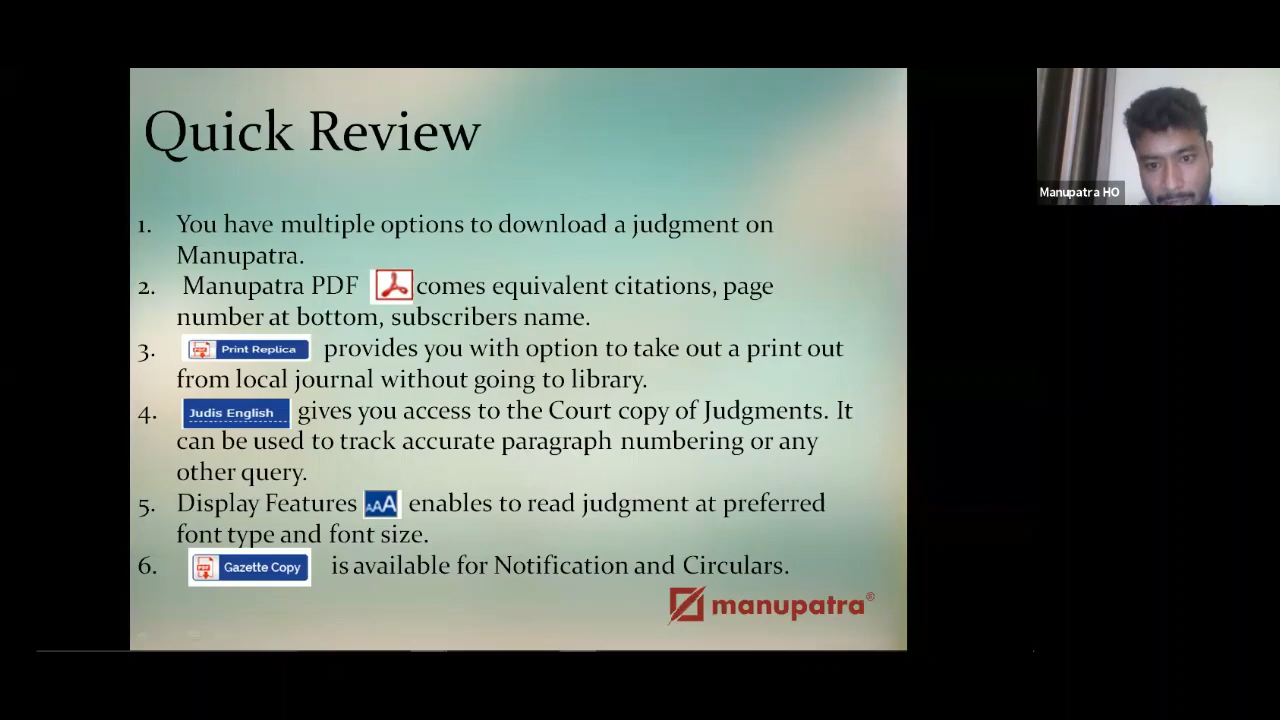 Quick Review
1. You have multiple options to download a judgment on
Manupatra.
2. Manupatra PDF comes equivalent citations, page
number at bottom, subscribers name.
3. Print Replica provides you with option to take out a print out
from local journal without going to library.
4. Judis English gives you access to the Court copy of Judgments. It
can be used to track accurate paragraph numbering or any
other query.
5. Display Features AAA enables to read judgment at preferred
font type and font size.
6. PDF Gazette Copy is available for Notification and Circulars.
manupatra®
Manupatra HO